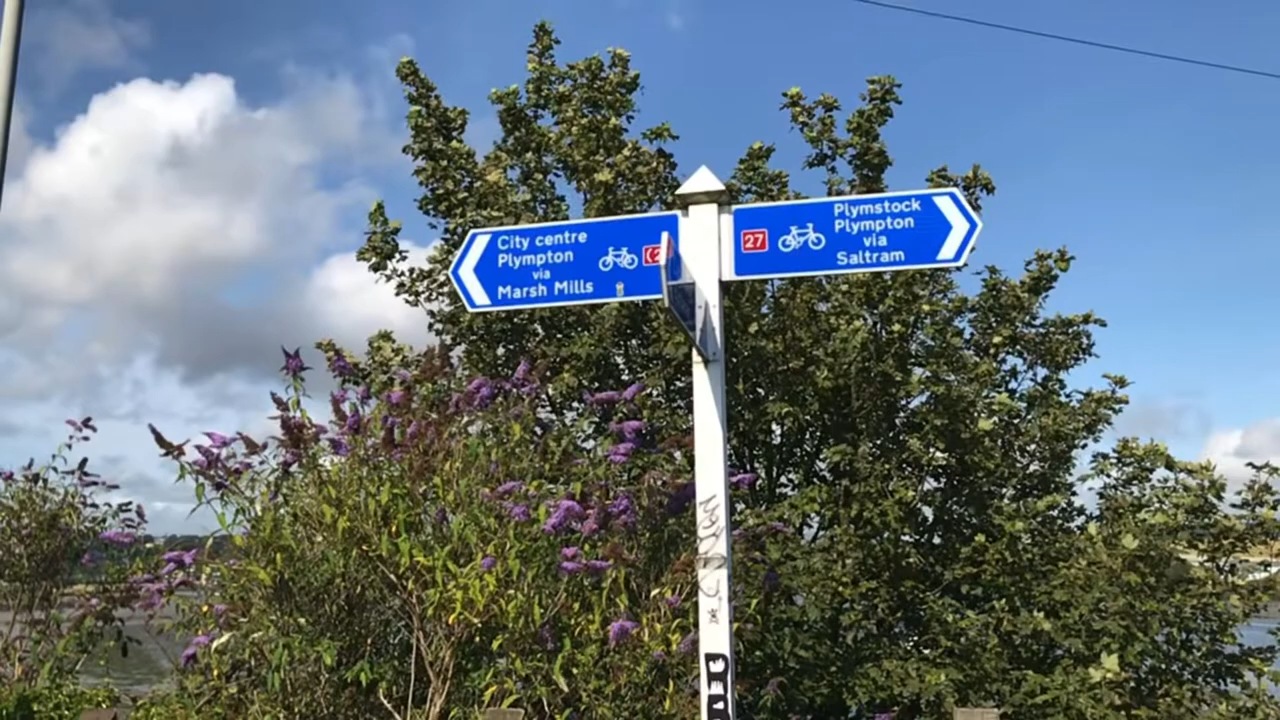 City centre
Plympton
via
Marsh Mills
27
Plymstock
Plympton
via
Saltram